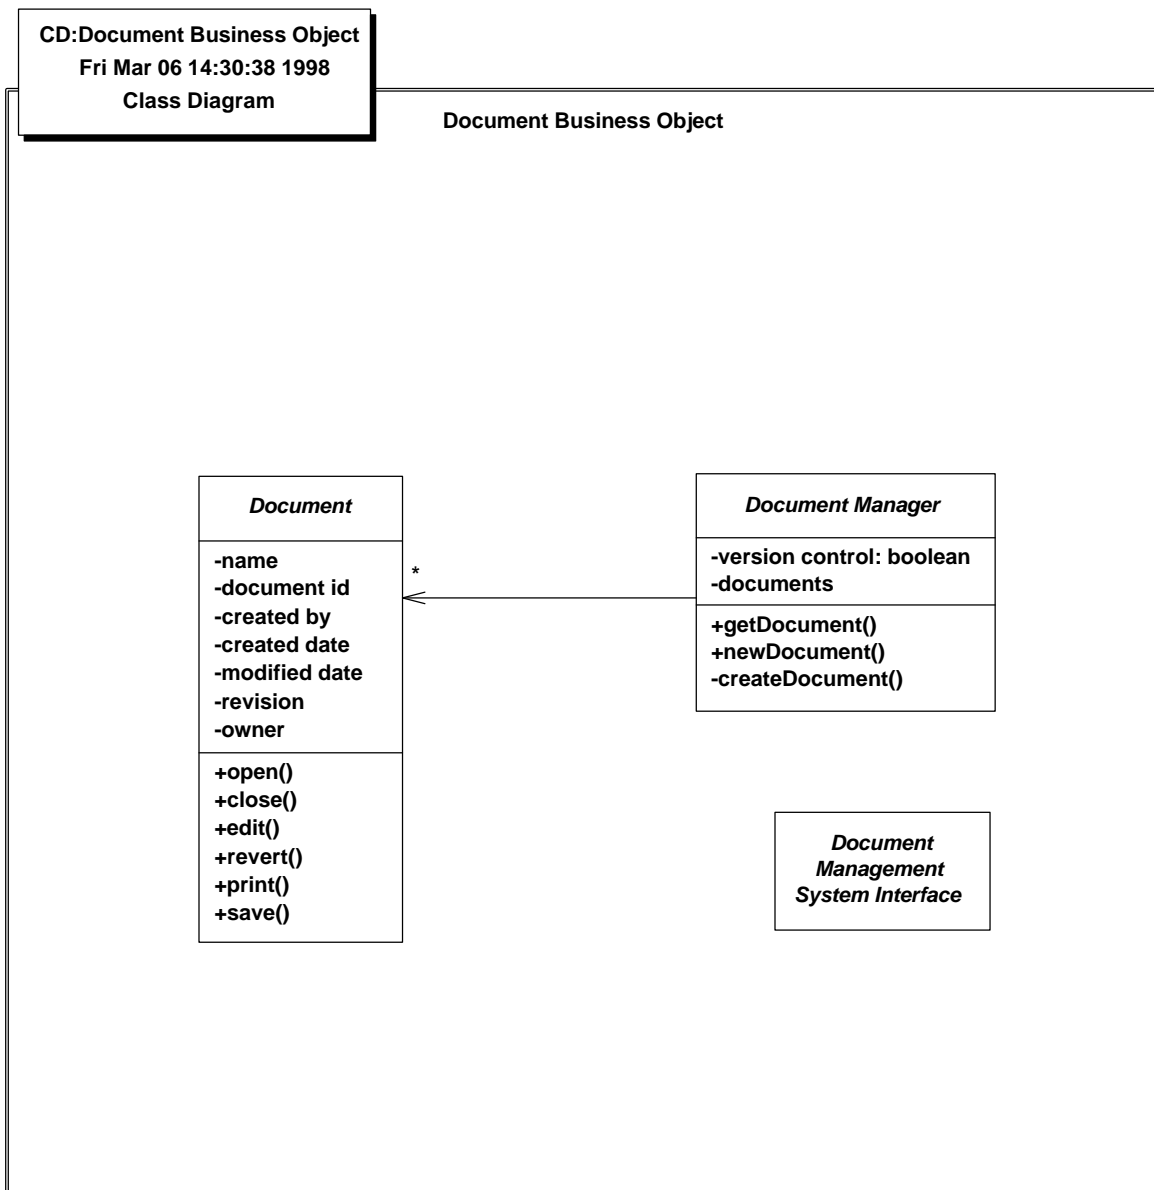 CD:Document Business Object
Fri Mar 06 14:30:38 1998
Class Diagram
Document Business Object
Document
-name
-document id
-created by
-created date
-modified date
-revision
-owner
+open()
+close()
+edit()
+revert()
+print()
+save()
*
Document Manager
-version control: boolean
-documents
+getDocument()
+newDocument()
-createDocument()
Document
Management
System Interface